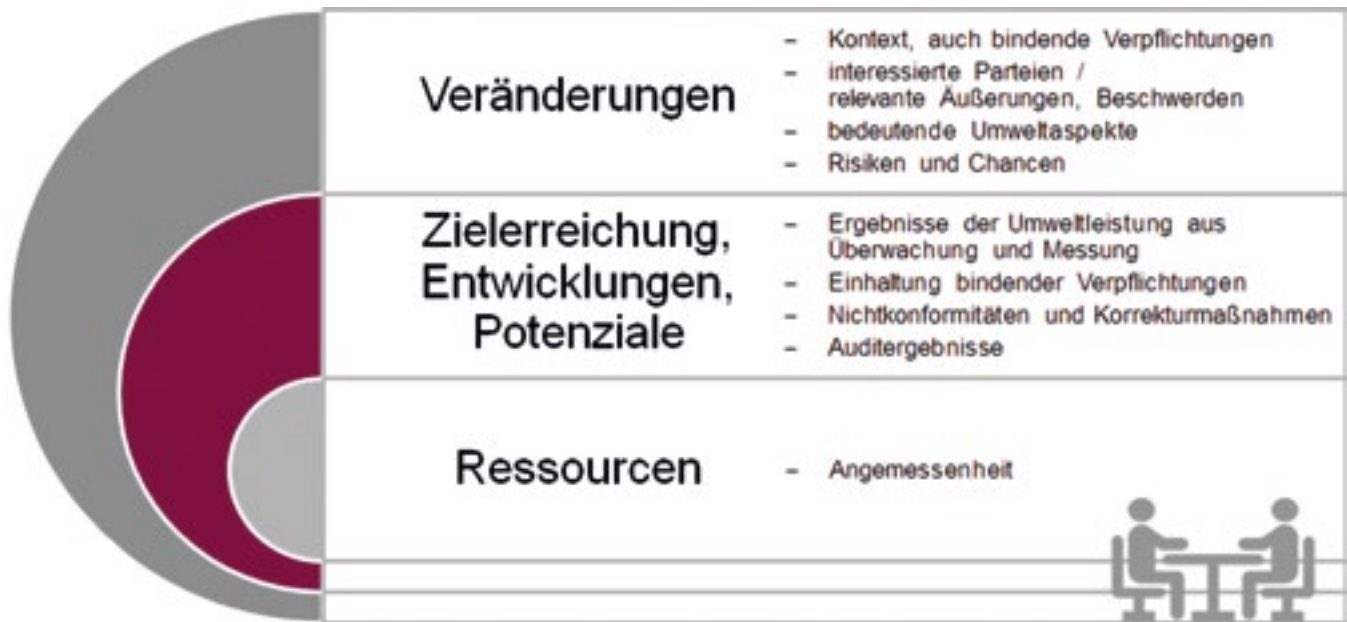 Veränderungen
– Kontext, auch bindende Verpflichtungen
– interessierte Parteien /
relevante Äußerungen, Beschwerden
– bedeutende Umweltaspekte
– Risiken und Chancen
Zielerreichung,
Entwicklungen,
Potenziale
– Ergebnisse der Umweltleistung aus
Überwachung und Messung
– Einhaltung bindender Verpflichtungen
– Nichtkonformitäten und Korrekturmaßnahmen
– Auditergebnisse
Ressourcen
– Angemessenheit